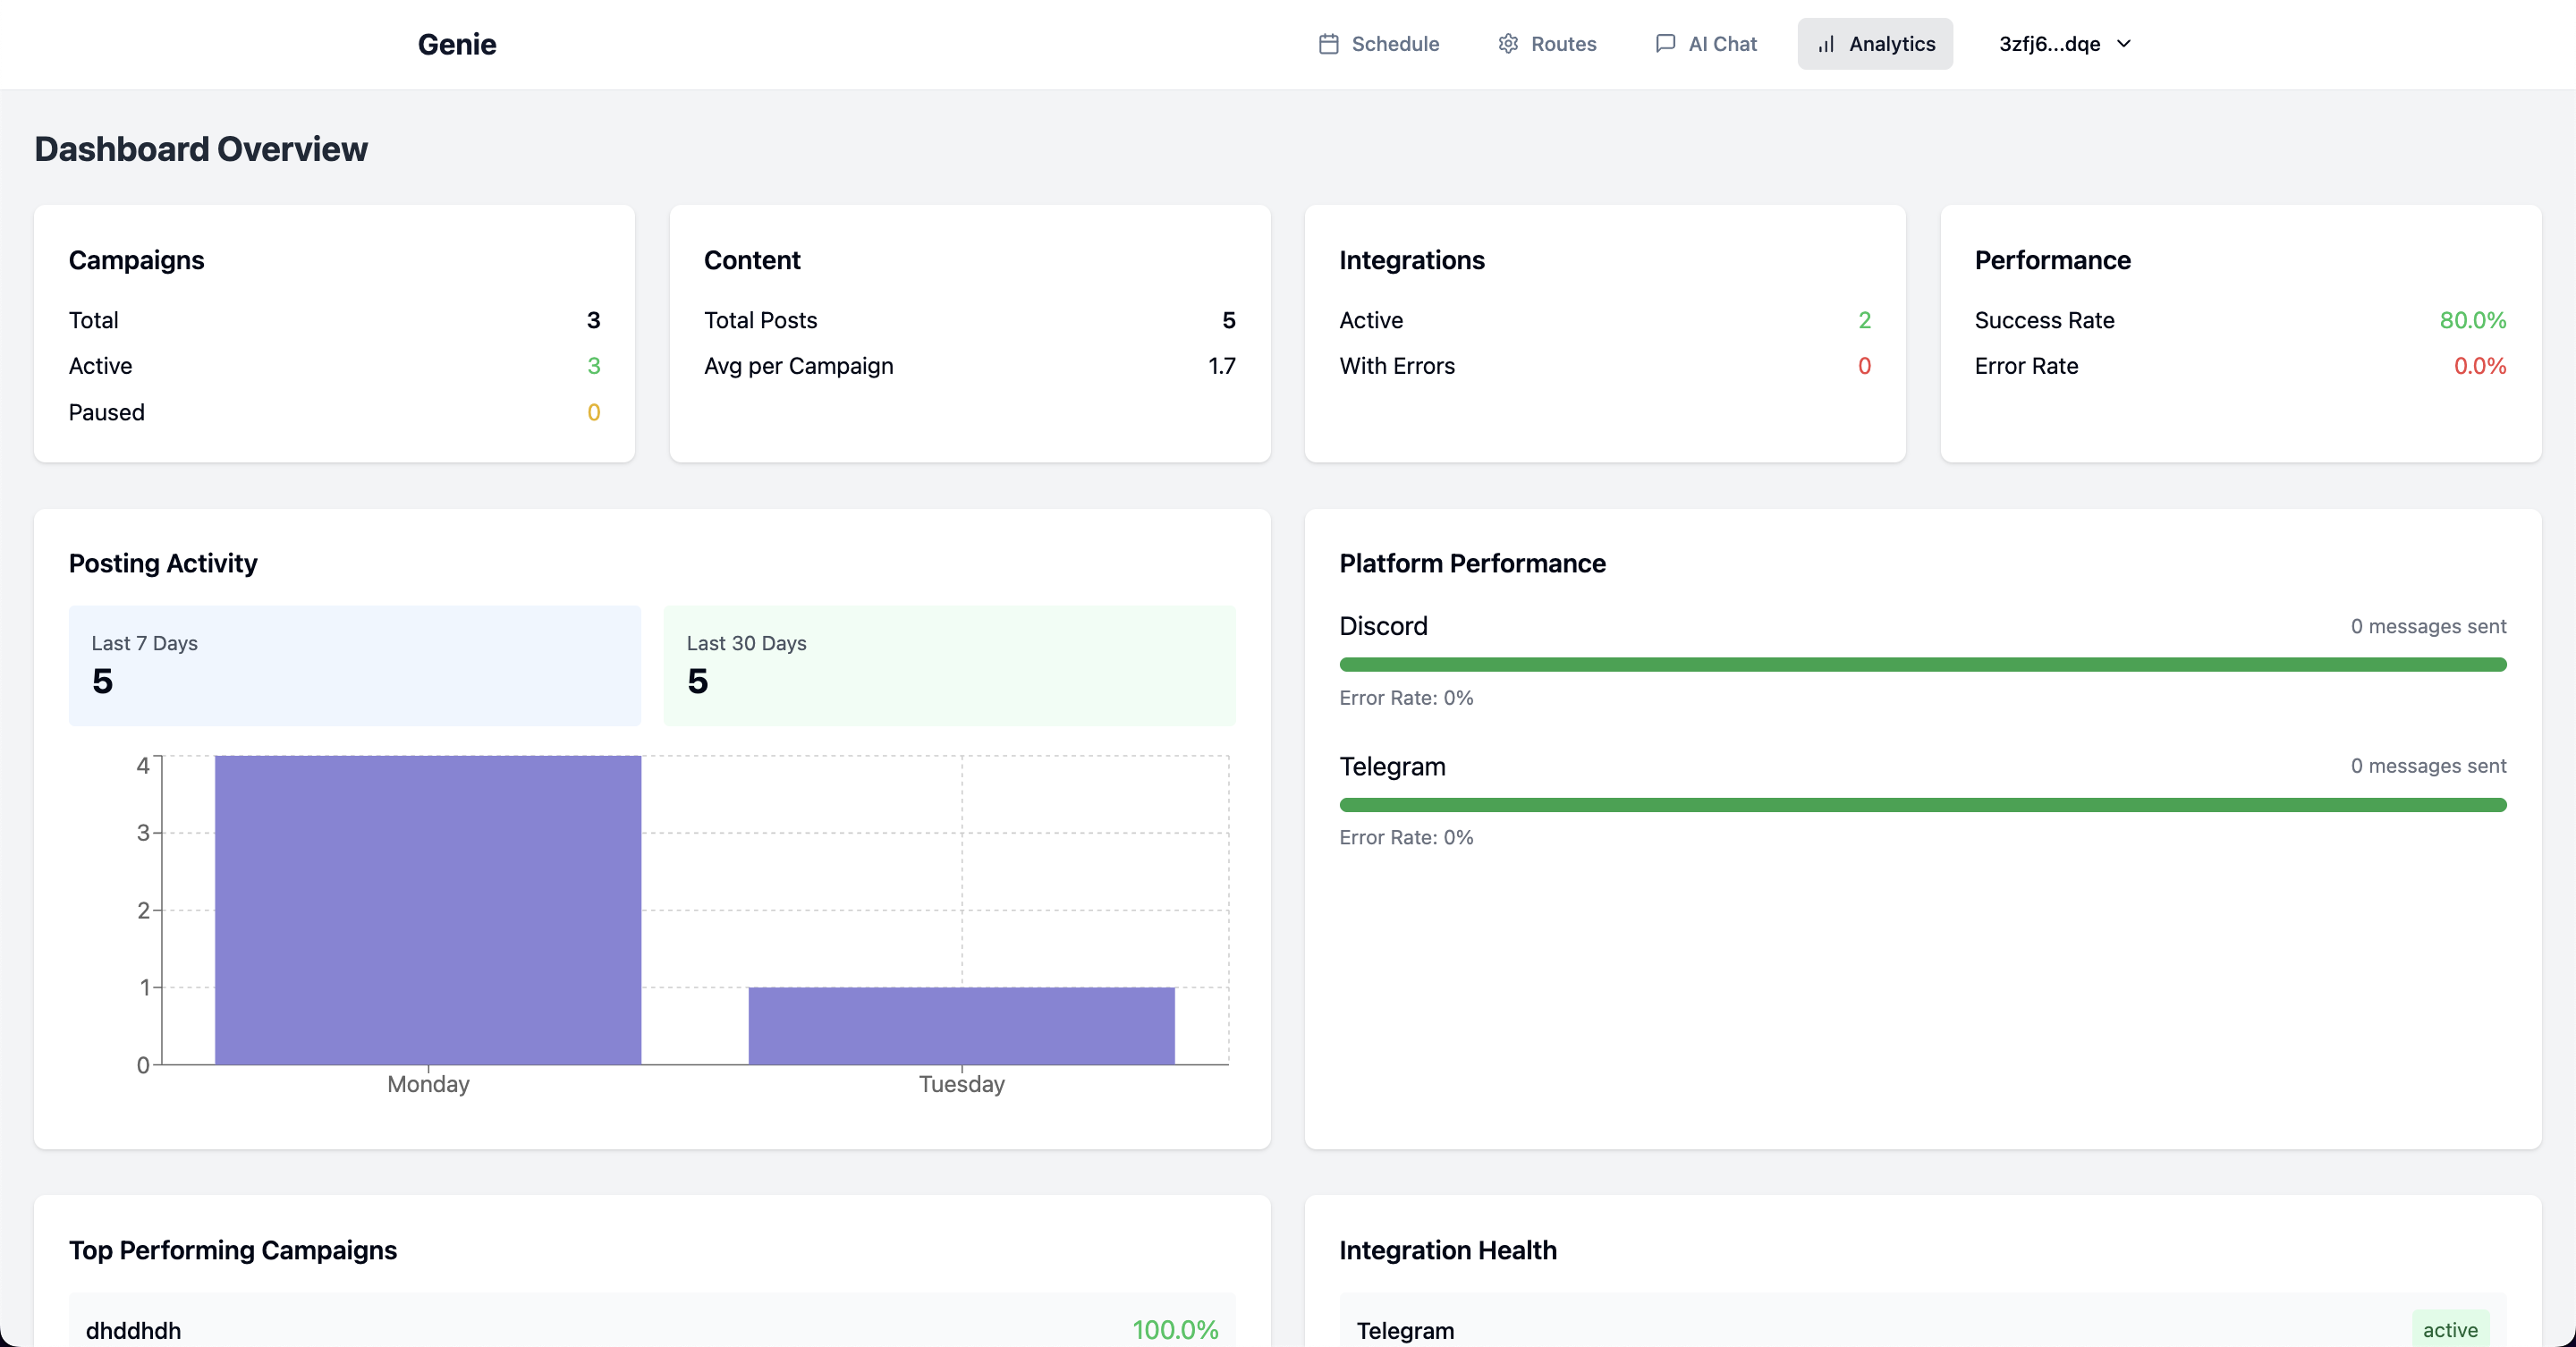 Genie
Schedule
Routes
AI Chat
Analytics
3zfj6...dqe
Dashboard Overview
Campaigns
Total 3
Active 3
Paused 0
Content
Total Posts 5
Avg per Campaign 1.7
Integrations
Active 2
With Errors 0
Performance
Success Rate 80.0%
Error Rate 0.0%
Posting Activity
Last 7 Days
5
Last 30 Days
5
4
3
2
1
0
Monday Tuesday
Platform Performance
Discord 0 messages sent
Error Rate: 0%
Telegram 0 messages sent
Error Rate: 0%
Top Performing Campaigns
dhddhdh 100.0%
Integration Health
Telegram active